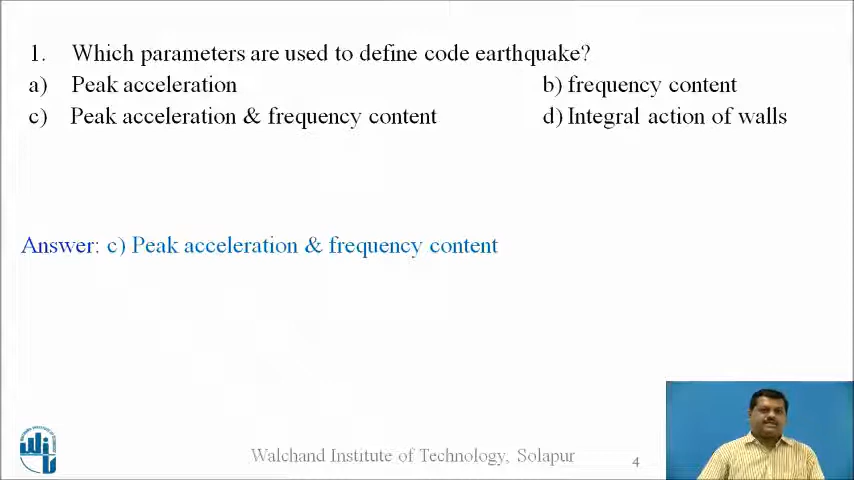 1. Which parameters are used to define code earthquake?
a) Peak acceleration b) frequency content
c) Peak acceleration & frequency content d) Integral action of walls
Answer: c) Peak acceleration & frequency content
Walchand Institute of Technology, Solapur 4